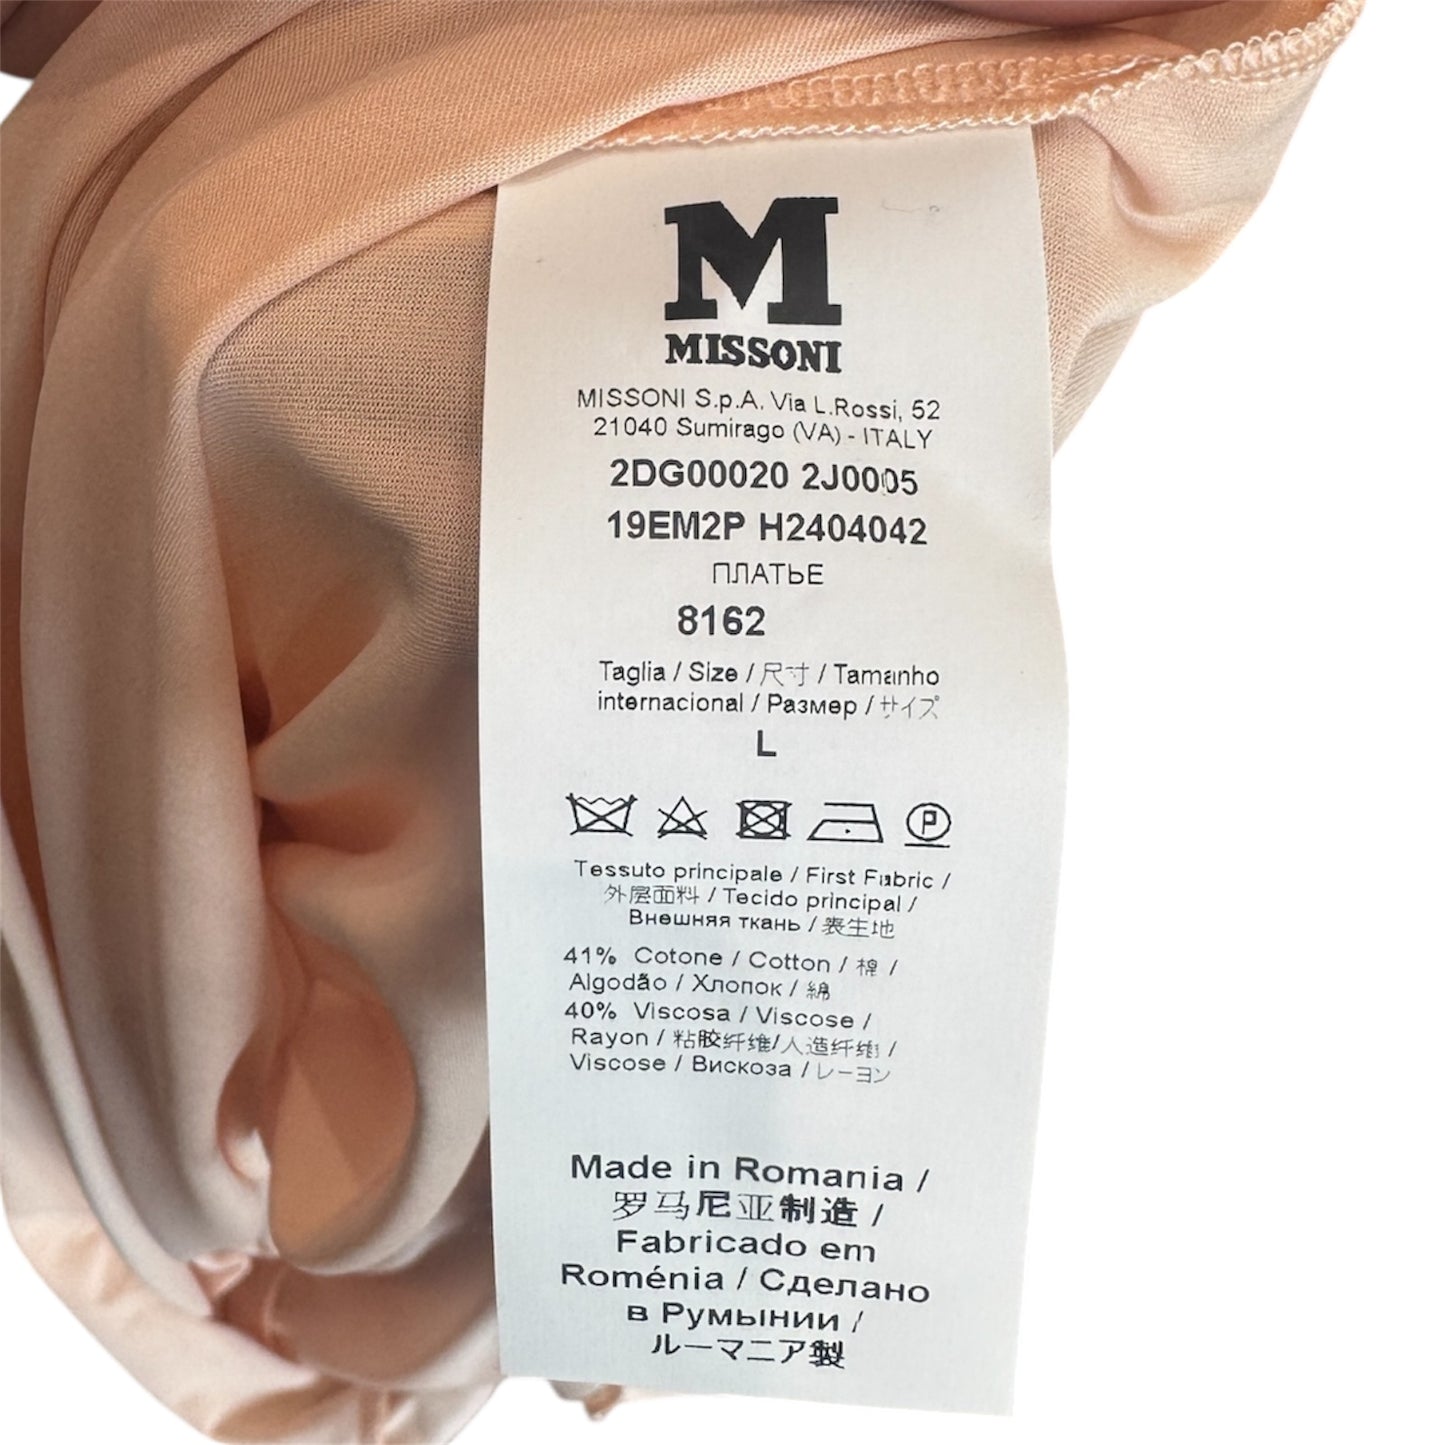 M
MISSONI
MISSONI S.p.A. Via L.Rossi, 52
21040 Sumirago (VA) - ITALY
2DG00020 2J0005
19EM2P H2404042
ПЛАТЬЕ
8162
Taglia / Size / 尺寸 / Tamanho
internacional / Размер / サイズ
L
P
Tessuto principale / First Fabric /
外层面料 / Tecido principal /
Внешняя ткань / 表生地
41% Cotone / Cotton / 棉 /
Algodão / Хлопок / 綿
40% Viscosa / Viscose /
Rayon / 粘胶纤维/人造纤维 /
Viscose / Вискоза / レーヨン
Made in Romania /
罗马尼亚制造 /
Fabricado em
Roménia / Сделано
в Румынии /
ルーマニア製